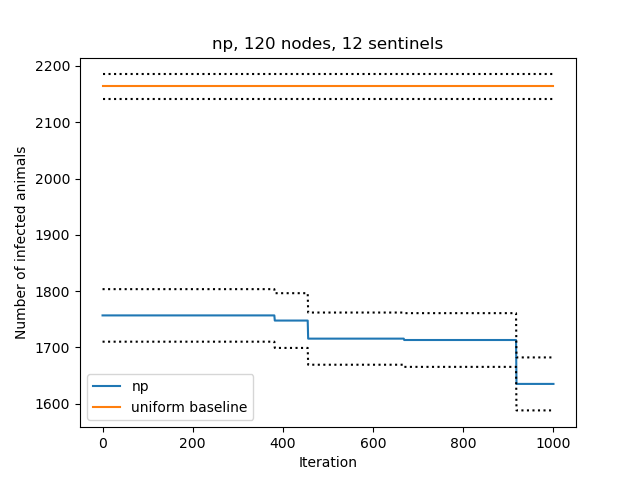 np, 120 nodes, 12 sentinels
Number of infected animals
2200
2100
2000
1900
1800
1700
1600
np
uniform baseline
0
200
400
600
800
1000
Iteration